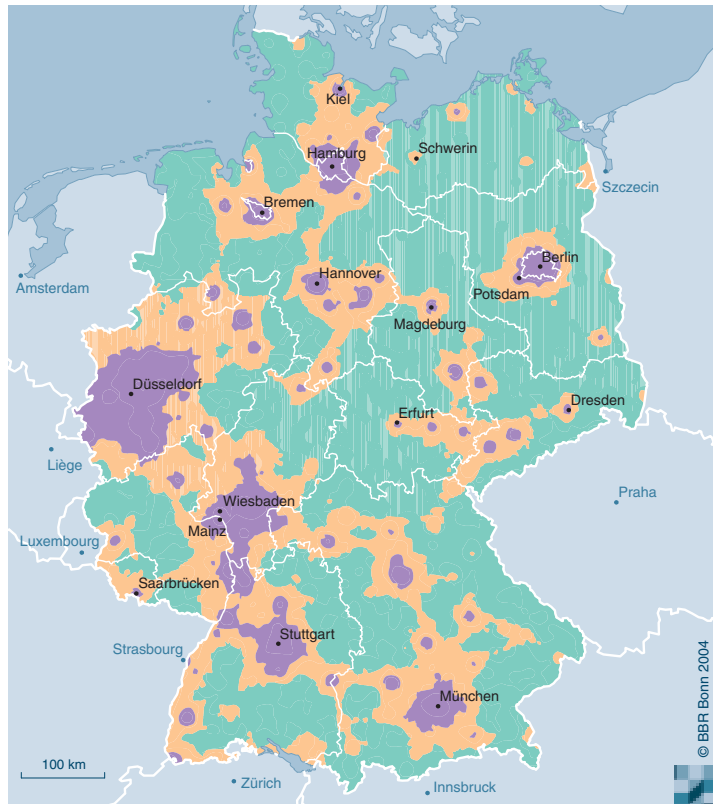 Kiel
Schwerin
Hamburg
Szczecin
Bremen
Berlin
Hannover
Amsterdam
Potsdam
Magdeburg
Düsseldorf
Dresden
Erfurt
Liège
Praha
Wiesbaden
Mainz
Luxembourg
Saarbrücken
Stuttgart
Strasbourg
München
© BBR Bonn 2004
100 km
Zürich
Innsbruck